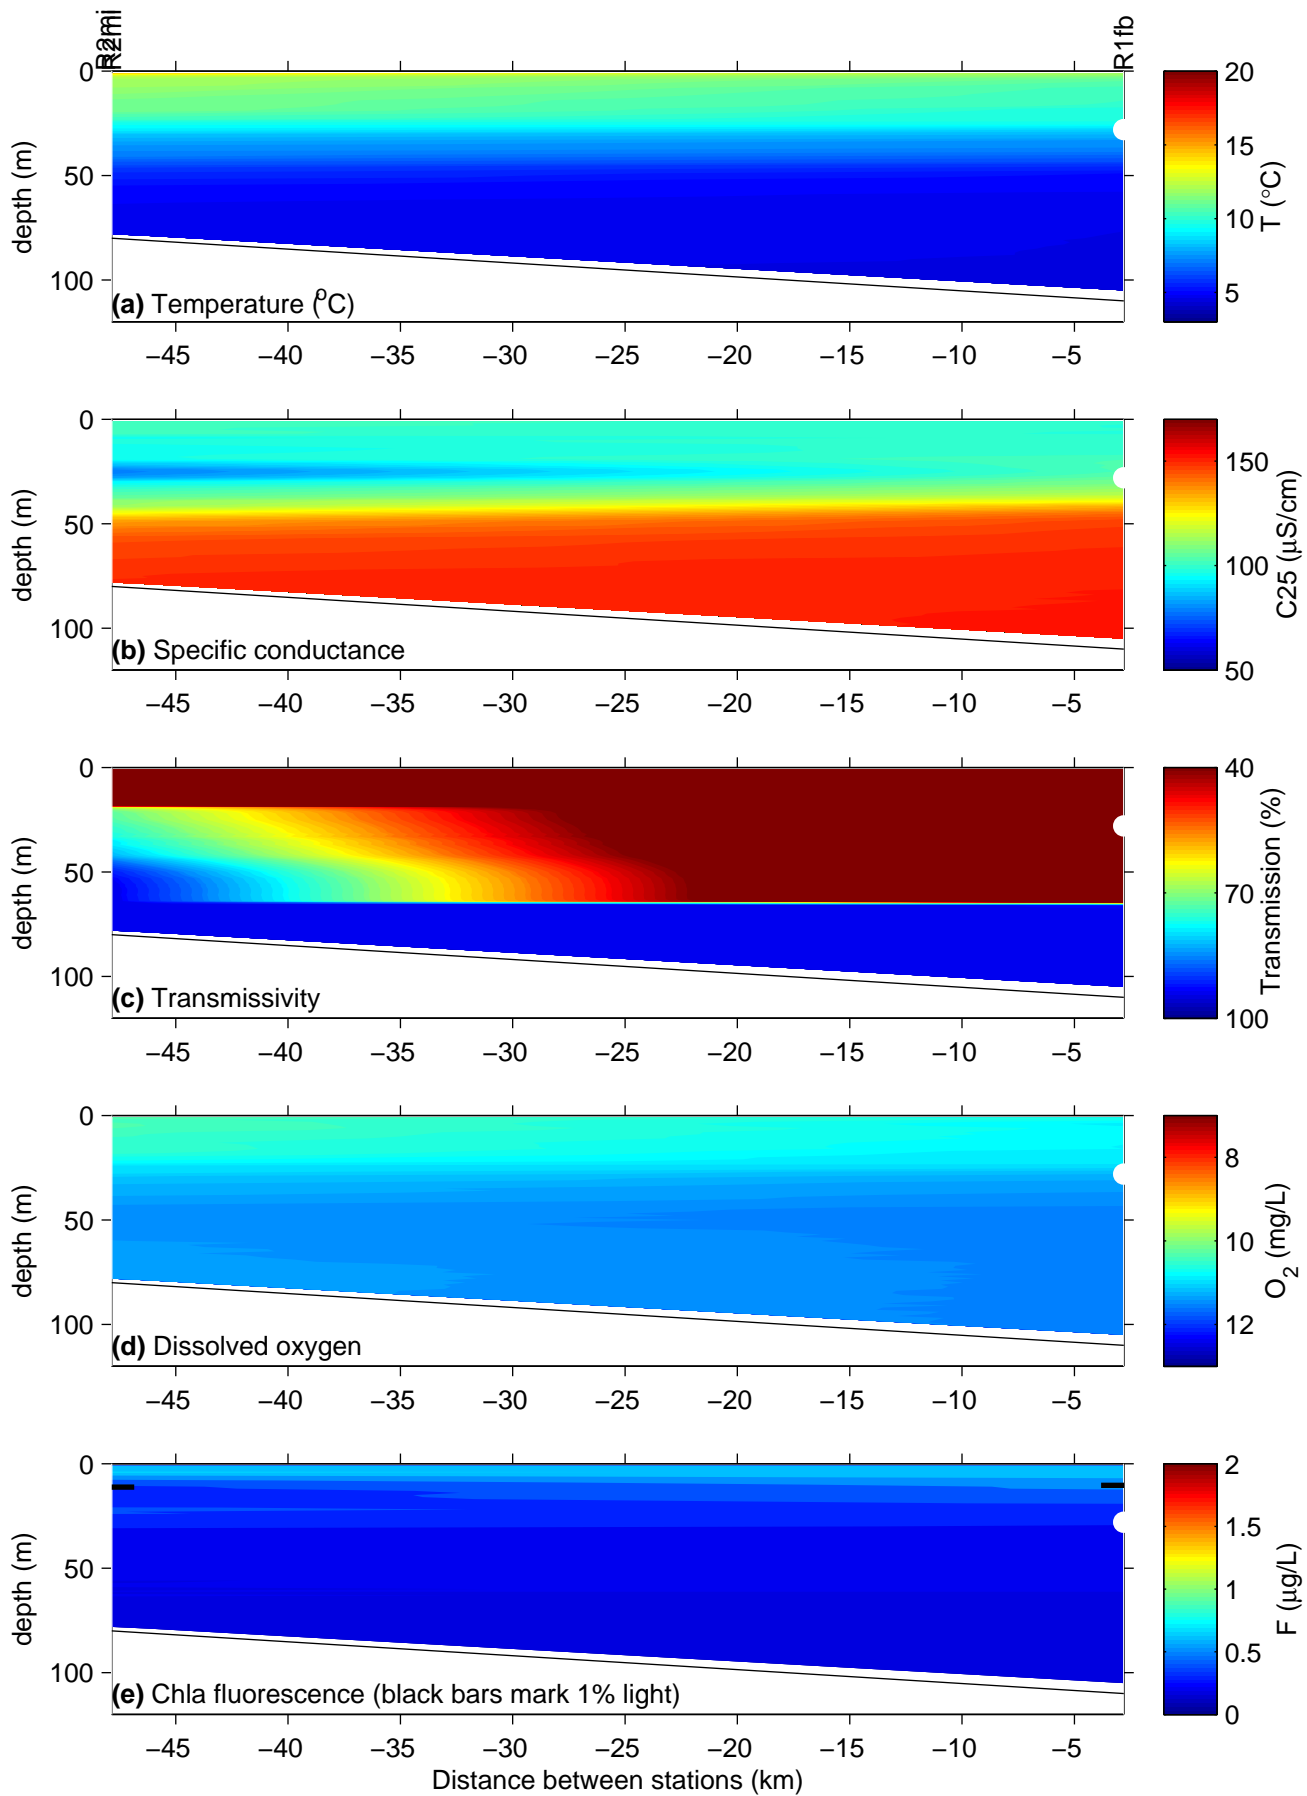 R2mi
R2mi
R1fb
0
50
100
depth (m)
(a) Temperature (°C)
−45 −40 −35 −30 −25 −20 −15 −10 −5
20
15
10
5
T (°C)
0
50
100
depth (m)
(b) Specific conductance
−45 −40 −35 −30 −25 −20 −15 −10 −5
150
100
50
C25 (µS/cm)
0
50
100
depth (m)
(c) Transmissivity
−45 −40 −35 −30 −25 −20 −15 −10 −5
40
70
100
Transmission (%)
0
50
100
depth (m)
(d) Dissolved oxygen
−45 −40 −35 −30 −25 −20 −15 −10 −5
8
10
12
O2 (mg/L)
0
50
100
depth (m)
(e) Chla fluorescence (black bars mark 1% light)
−45 −40 −35 −30 −25 −20 −15 −10 −5
Distance between stations (km)
2
1.5
1
0.5
0
F (µg/L)